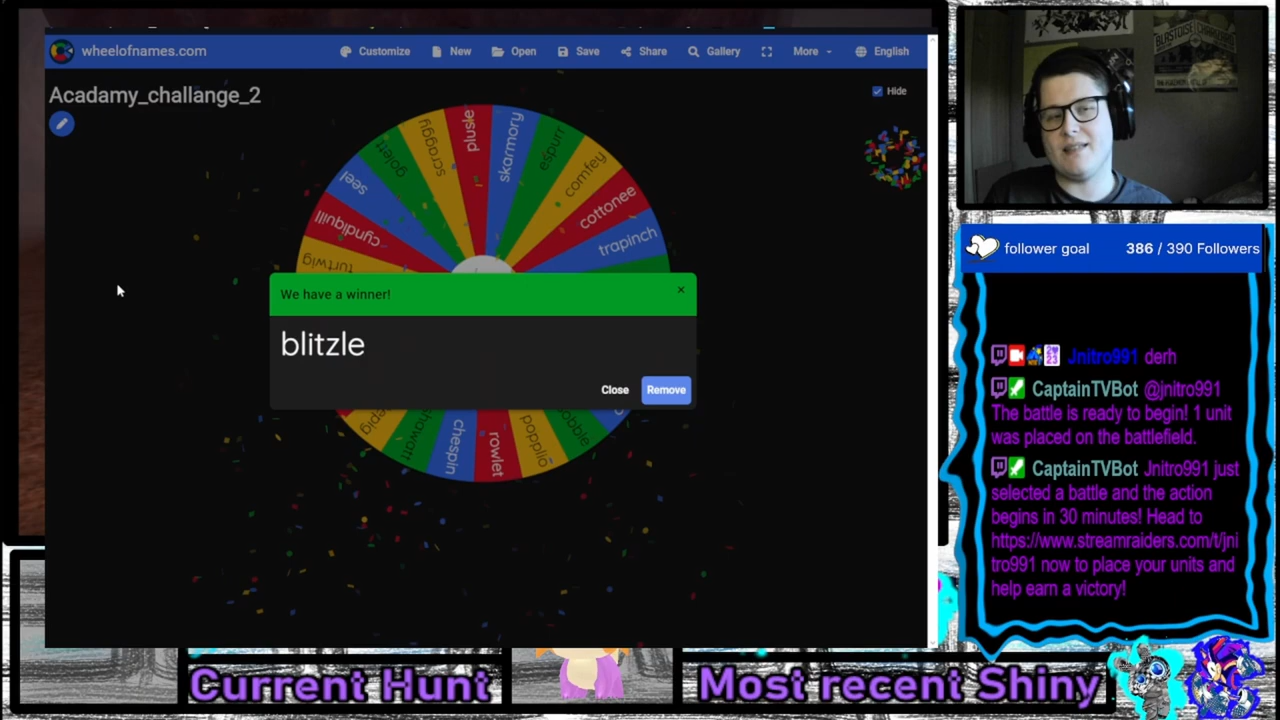 wheelofnames.com
Customize
New
Open
Save
Share
Gallery
More
English
Acadamy_challange_2
Hide
turtwig
cyndiquill
seel
golett
scraggy
plusle
skarmory
espurr
comfey
cottonee
trapinch
We have a winner!
×
blitzle
Close
Remove
chespin
rowlet
popplio
follower goal
386 / 390 Followers
Jnitro991 derh
CaptainTVBot @jnitro991
The battle is ready to begin! 1 unit
was placed on the battlefield.
CaptainTVBot Jnitro991 just
selected a battle and the action
begins in 30 minutes! Head to
https://www.streamraiders.com/t/jni
tro991 now to place your units and
help earn a victory!
Current Hunt
Most recent Shiny